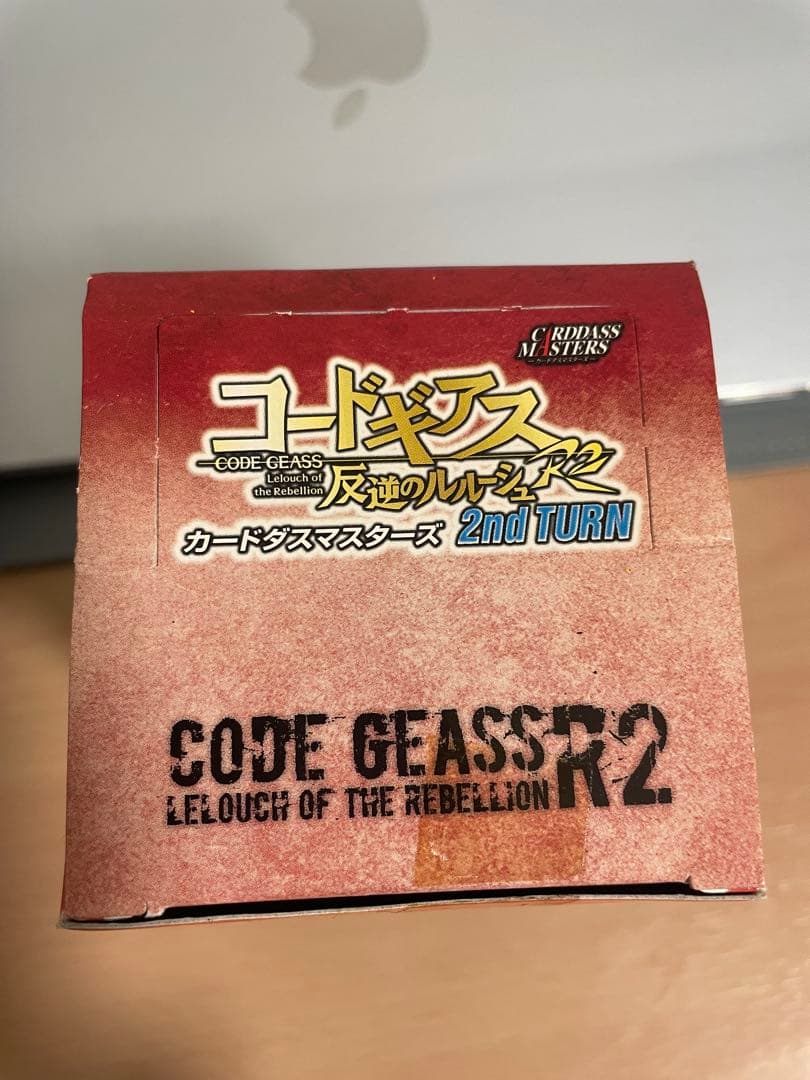 CARDDASS
MASTERS
カードダスマスターズ
コードギアス
CODE GEASS
Lelouch of
the Rebellion
反逆のルルーシュ R2
カードダスマスターズ 2nd TURN
CODE GEASS R2
LELOUCH OF THE REBELLION